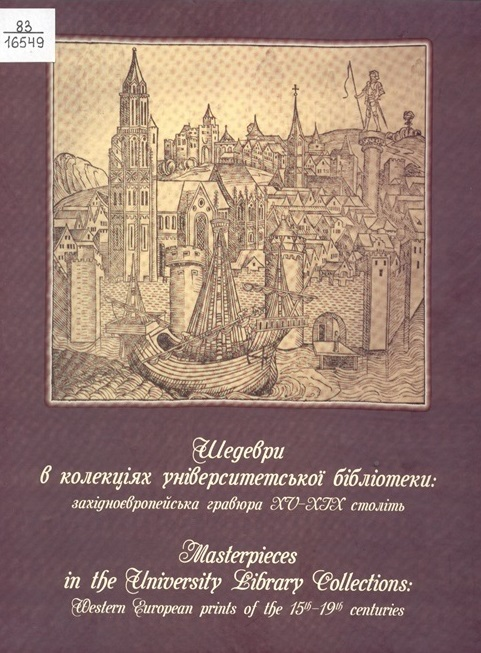 83
16549
Шедеври
в колекціях університетської бібліотеки:
західноєвропейська гравюра XV–XIX століть
Masterpieces
in the University Library Collections:
Western European prints of the 15th–19th centuries